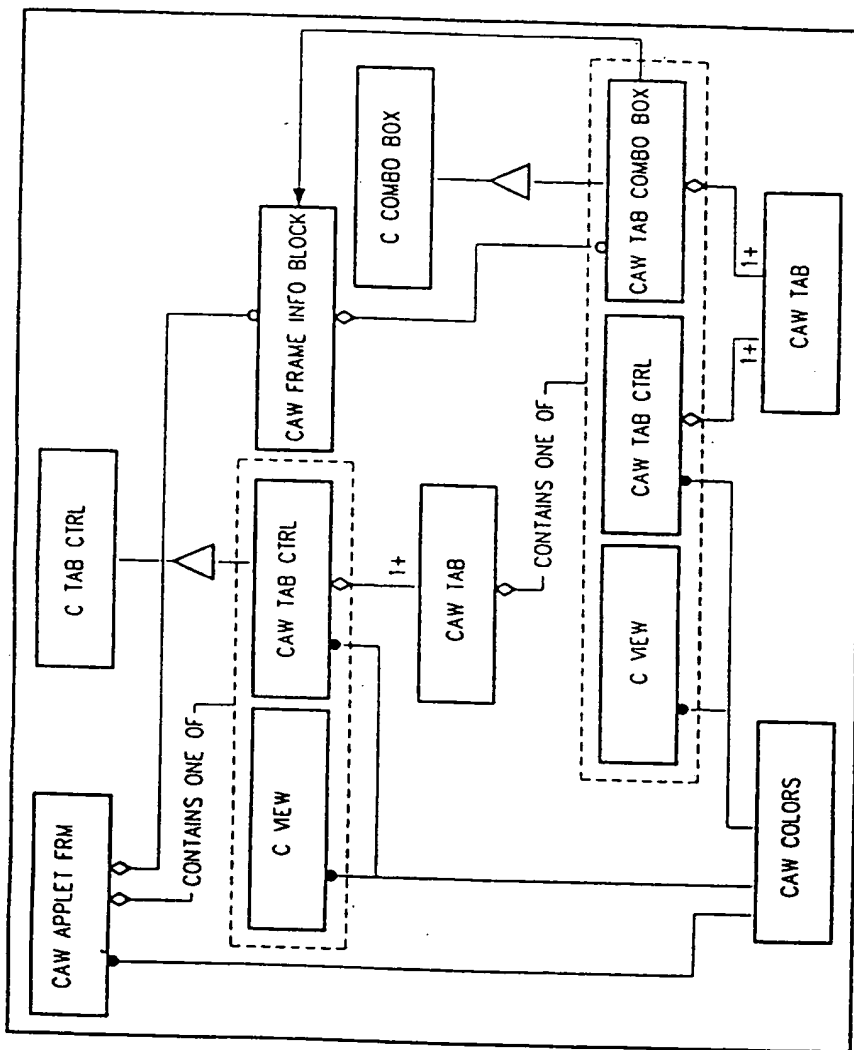 CAW APPLET FRM
C TAB CTRL
CONTAINS ONE OF
C VIEW
CAW TAB CTRL
CAW FRAME INFO BLOCK
C COMBO BOX
1+
CAW TAB
CONTAINS ONE OF
C VIEW
CAW TAB CTRL
CAW TAB COMBO BOX
1+
1+
CAW COLORS
CAW TAB